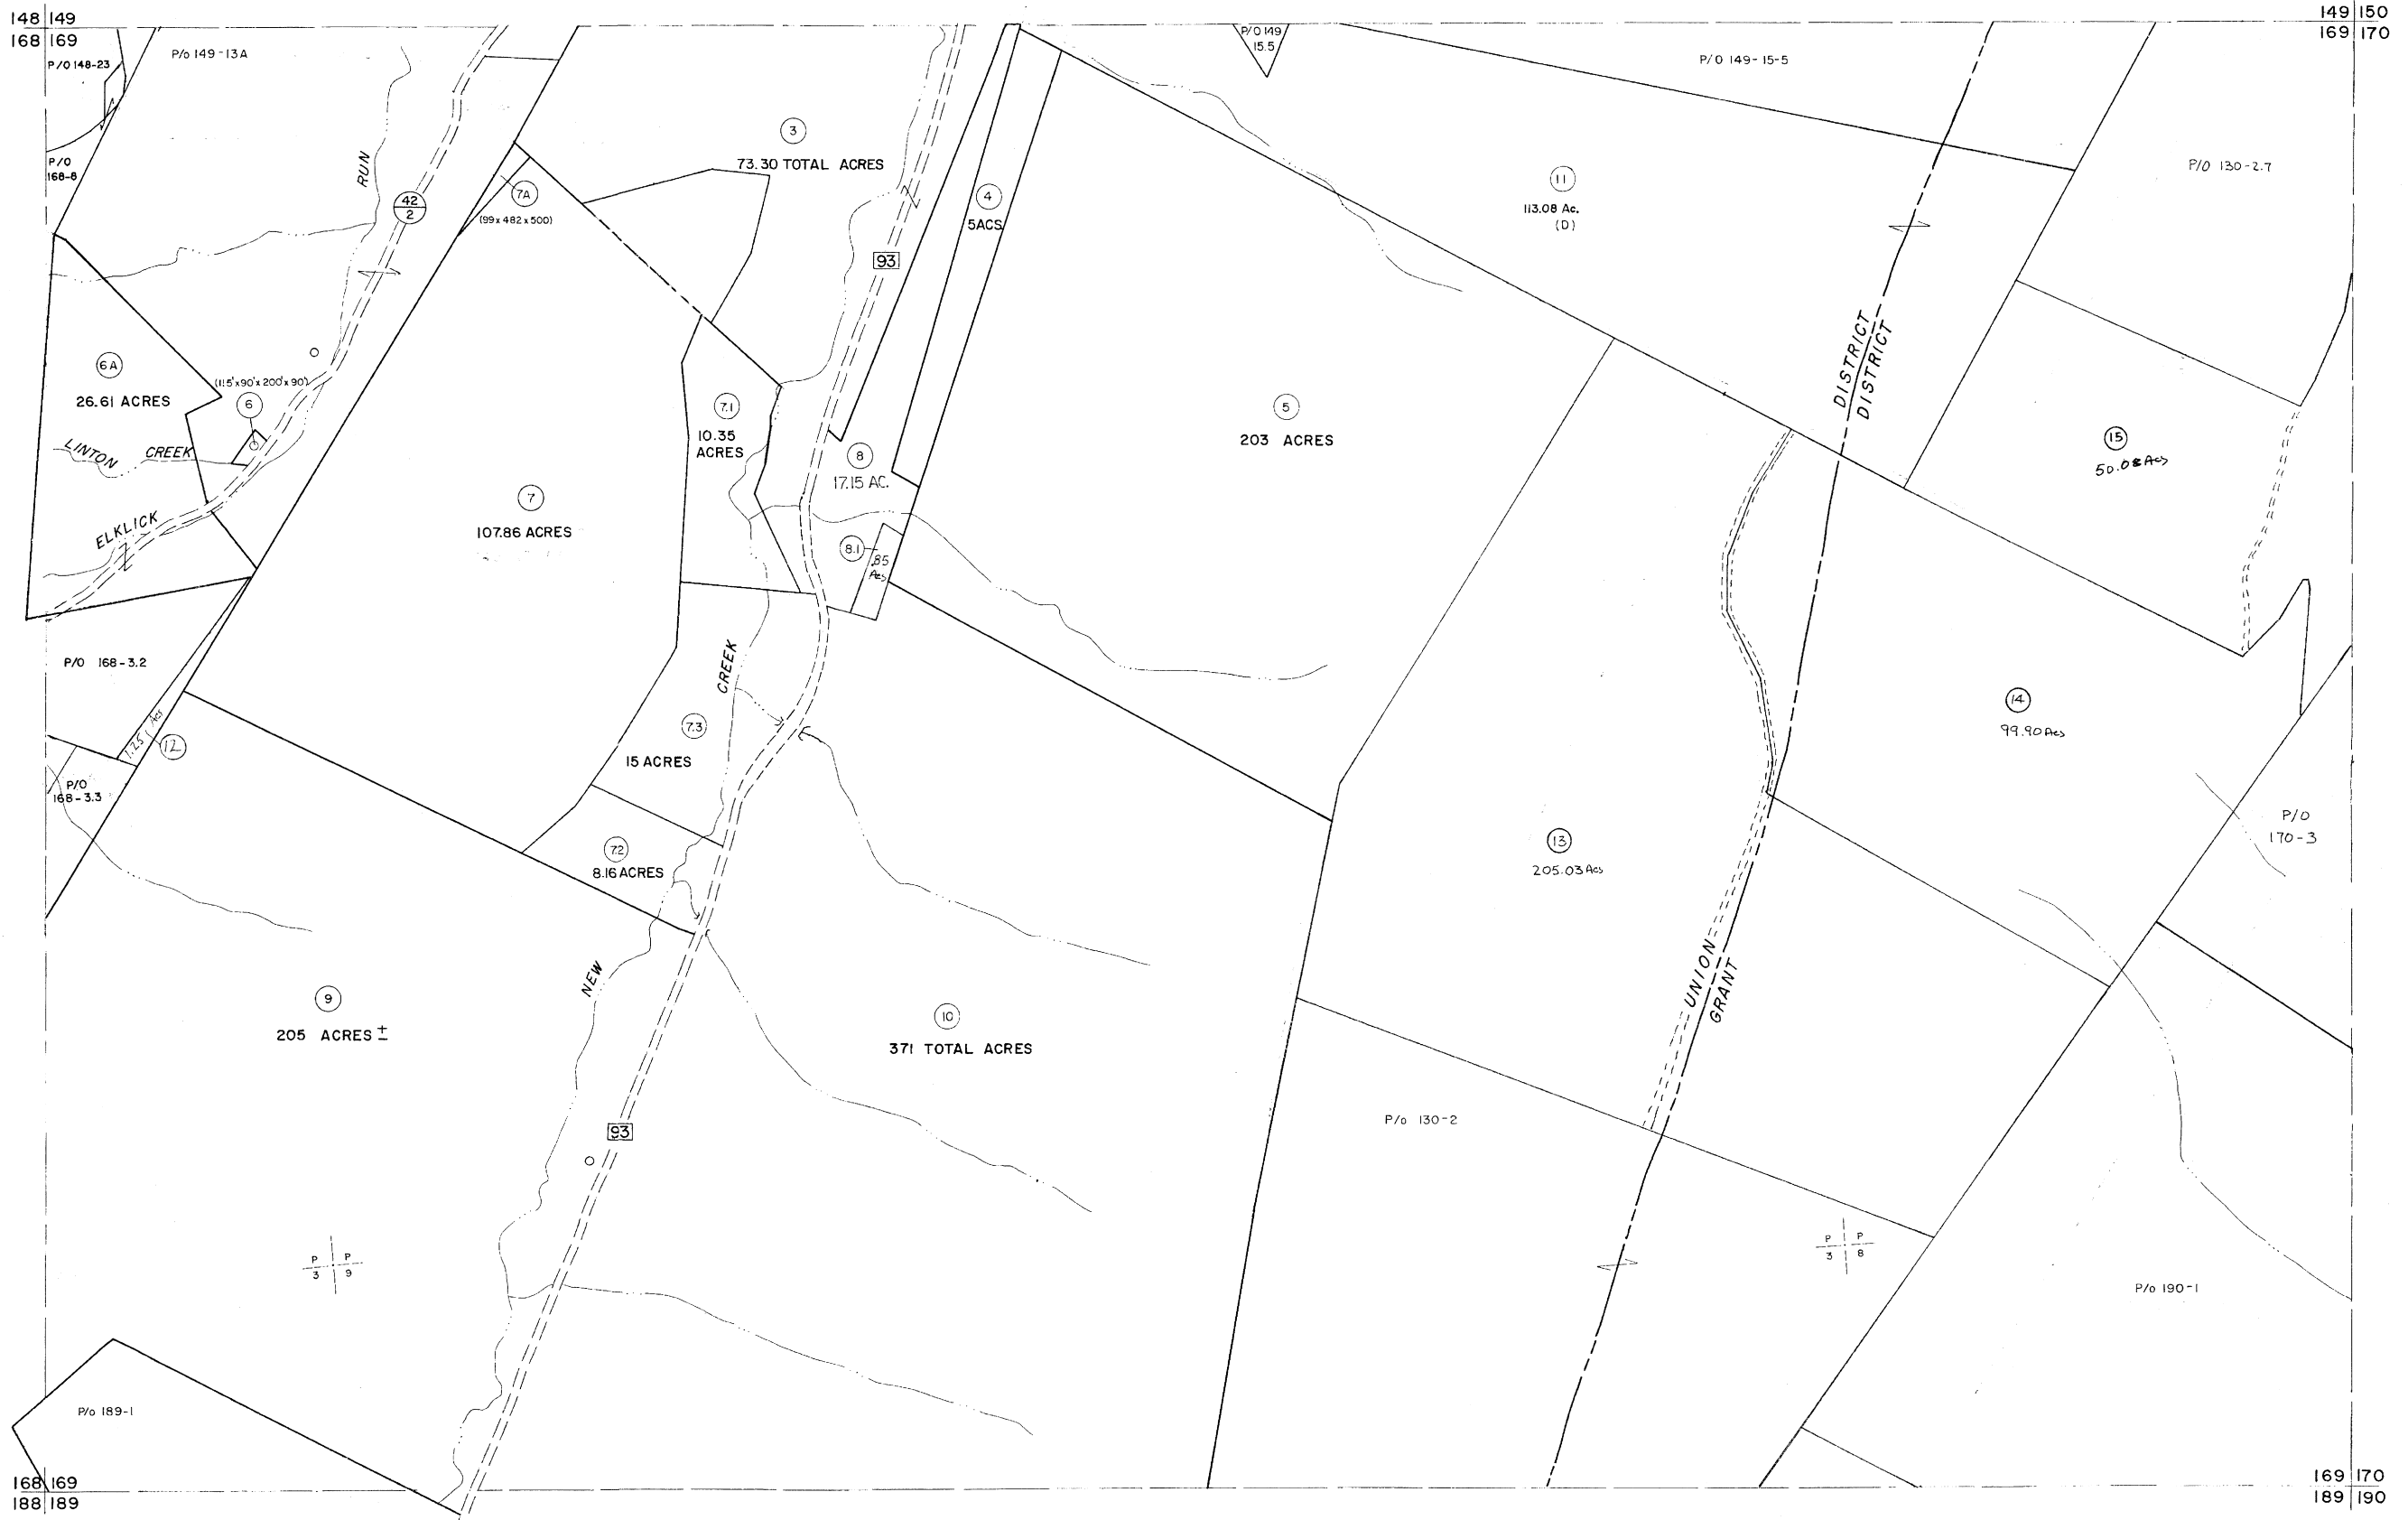 148 149
168 169
149 150
169 170
P/O 148-23
P/o 149-13A
P/O 149
15.5
P/O 149-15-5
P/O
168-8
RUN
42
2
7A
(99 x 482 x 500)
3
73.30 TOTAL ACRES
4
5ACS
93
11
113.08 Ac.
(D)
P/O 130-2.7
DISTRICT
DISTRICT
6A
26.61 ACRES
(115'x90'x200'x90')
6
LINTON CREEK
ELKLICK
7
107.86 ACRES
7.1
10.35
ACRES
8
17.15 AC.
8.1
.85
Acs
5
203 ACRES
15
50.08 Acs
P/O 168-3.2
1.25 Acs
12
P/O
168-3.3
CREEK
7.3
15 ACRES
7.2
8.16 ACRES
14
99.90 Acs
13
205.03 Acs
P/O
170-3
NEW
9
205 ACRES ±
10
371 TOTAL ACRES
UNION
GRANT
93
P/o 130-2
P P
3 9
P P
3 8
P/o 190-1
P/o 189-1
168 169
188 189
169 170
189 190